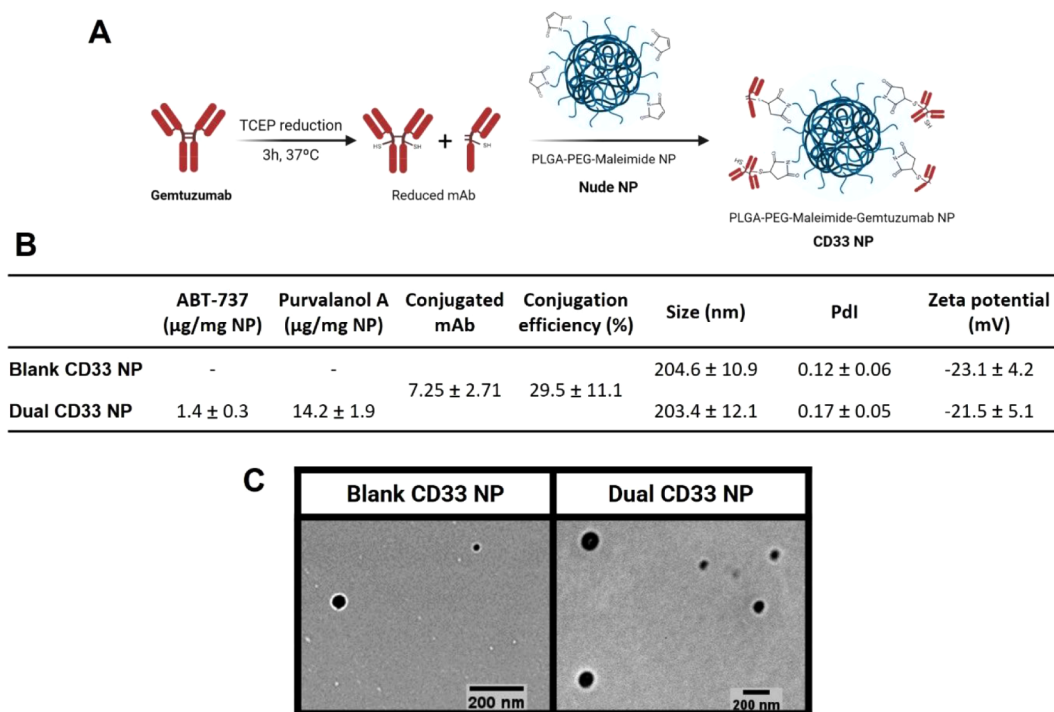 A
TCEP reduction
3h, 37ºC
Gemtuzumab
HS
SH
+
SH
Reduced mAb
PLGA-PEG-Maleimide NP
Nude NP
PLGA-PEG-Maleimide-Gemtuzumab NP
CD33 NP
B
ABT-737 (µg/mg NP) Purvalanol A (µg/mg NP) Conjugated mAb Conjugation efficiency (%) Size (nm) PdI Zeta potential (mV)
Blank CD33 NP - - 204.6 ± 10.9 0.12 ± 0.06 -23.1 ± 4.2
7.25 ± 2.71 29.5 ± 11.1
Dual CD33 NP 1.4 ± 0.3 14.2 ± 1.9 203.4 ± 12.1 0.17 ± 0.05 -21.5 ± 5.1
C
Blank CD33 NP Dual CD33 NP
200 nm 200 nm